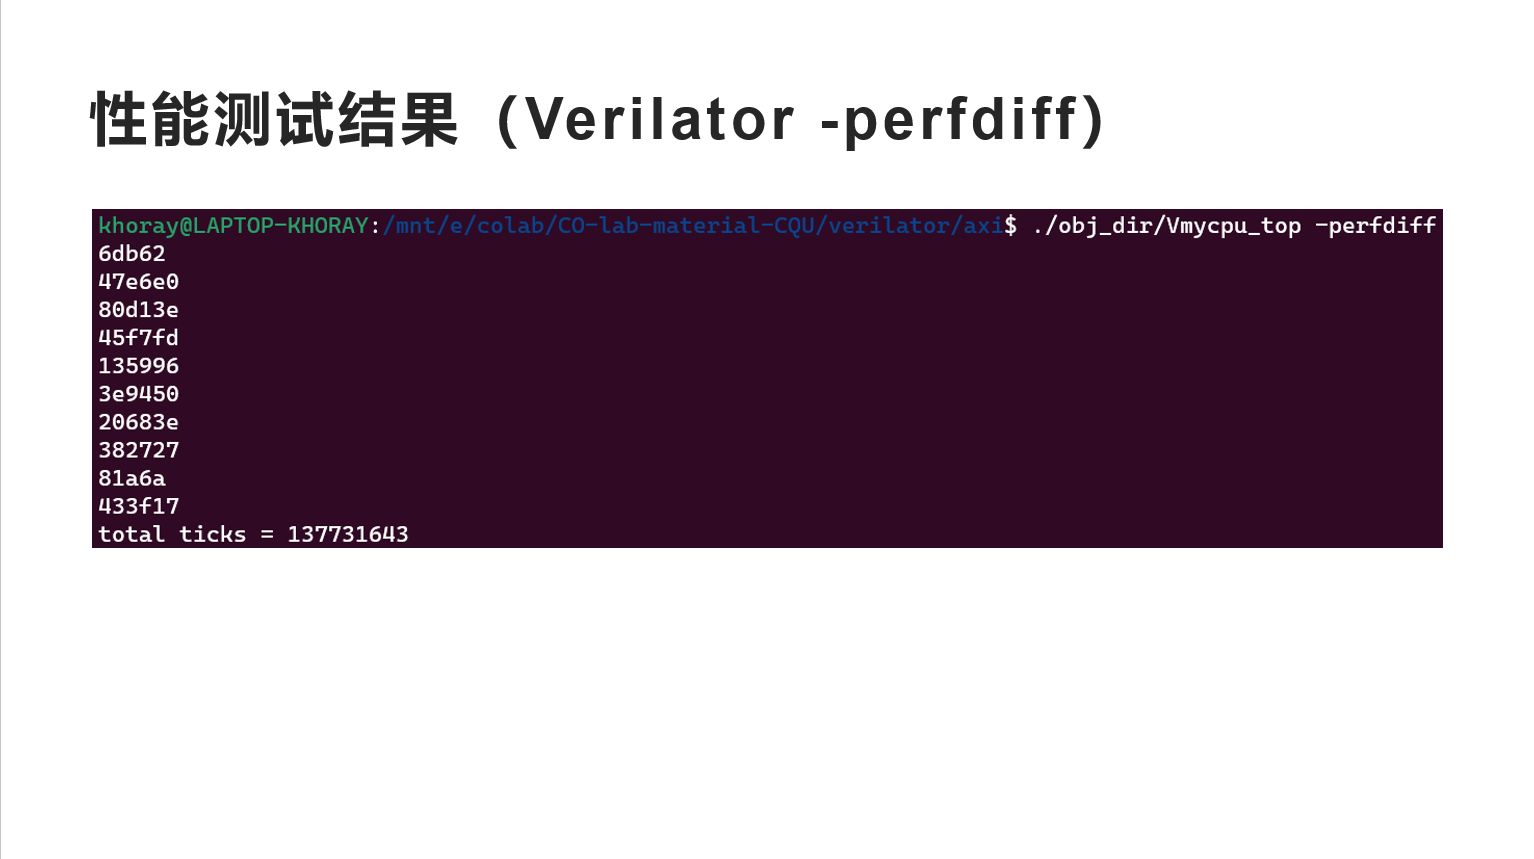 性能测试结果（Verilator -perfdiff）
khoray@LAPTOP-KHORAY:/mnt/e/colab/CO-lab-material-CQU/verilator/axi$ ./obj_dir/Vmycpu_top -perfdiff
6db62
47e6e0
80d13e
45f7fd
135996
3e9450
20683e
382727
81a6a
433f17
total ticks = 137731643